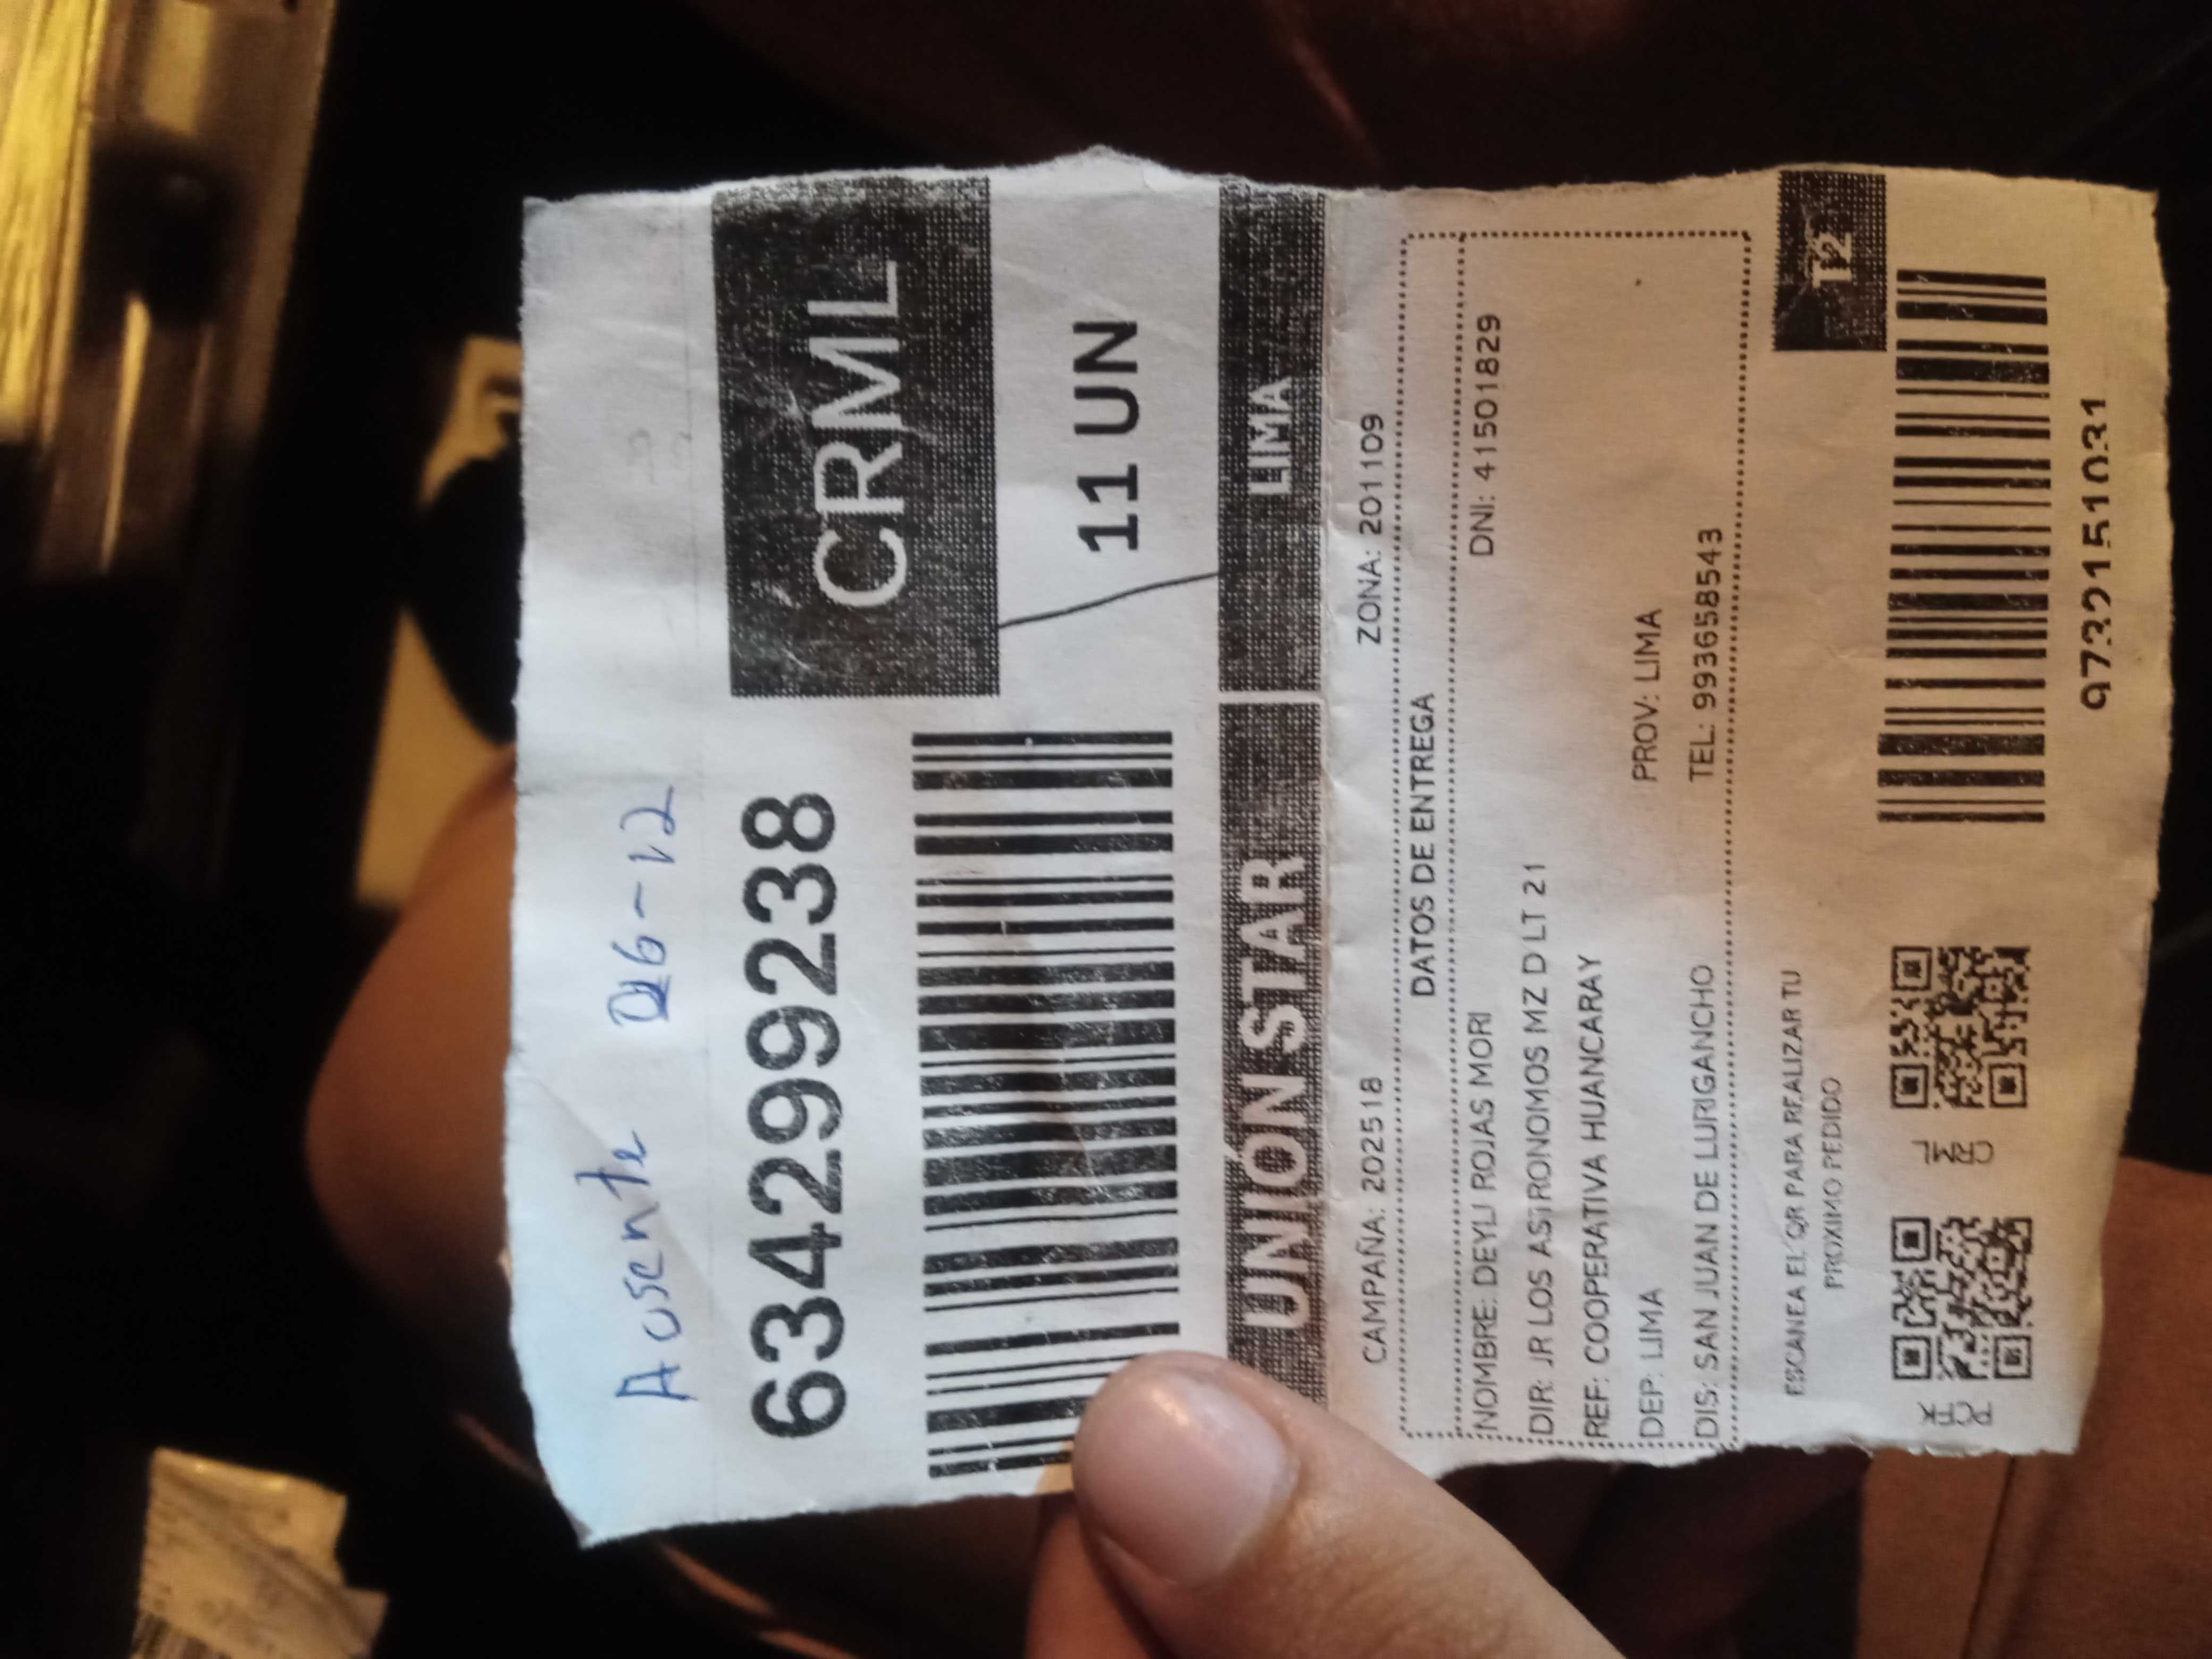 Ausente 26-12
634299238
CRML
11 UN
UNIÓN STAR
LIMA
CAMPAÑA: 202518 ZONA: 201109
DATOS DE ENTREGA
NOMBRE: DEYLI ROJAS MORI DNI: 41501829
DIR: JR LOS ASTRONOMOS MZ D LT 21
REF: COOPERATIVA HUANCARAY
DEP: LIMA PROV: LIMA
DIS: SAN JUAN DE LURIGANCHO TEL: 993658543
ESCANEA EL QR PARA REALIZAR TU
PROXIMO PEDIDO
T2
CRML
9732151031